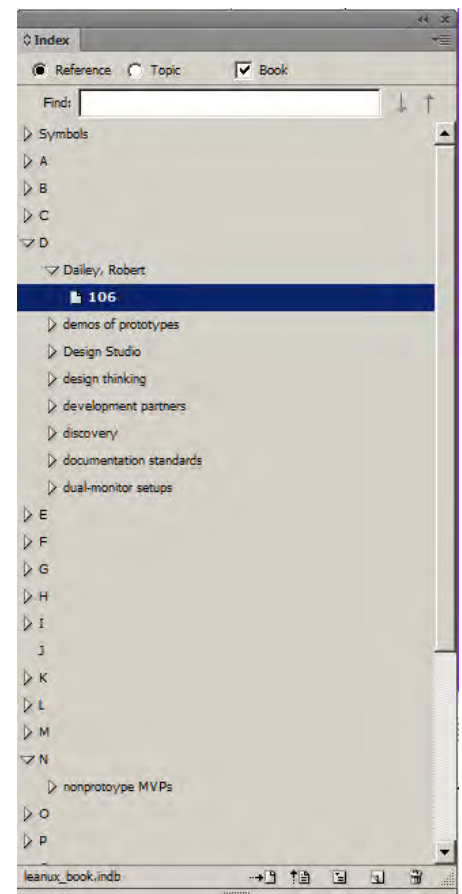 Index
Reference Topic Book
Find:
Symbols
A
B
C
D
Dailey, Robert
106
demos of prototypes
Design Studio
design thinking
development partners
discovery
documentation standards
dual-monitor setups
E
F
G
H
I
J
K
L
M
N
nonprotoype MVPs
O
P
leanux_book.indb